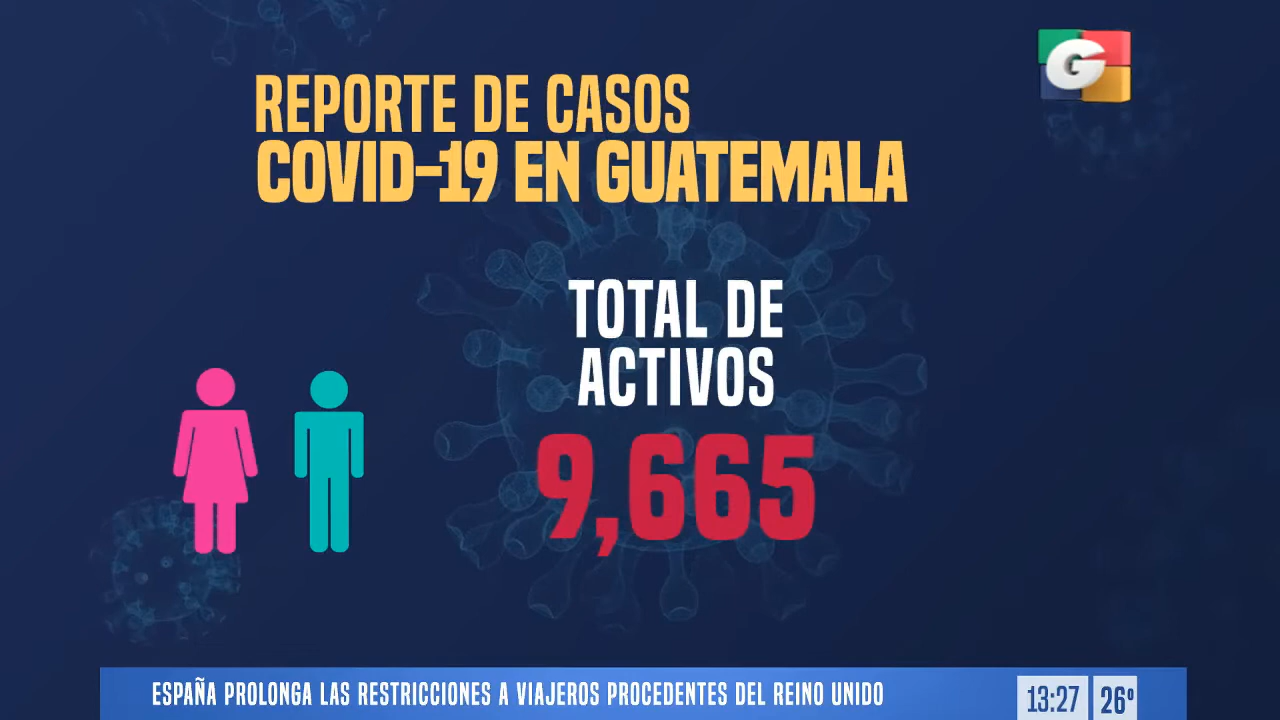 G
REPORTE DE CASOS
COVID-19 EN GUATEMALA
TOTAL DE
ACTIVOS
9,665
ESPAÑA PROLONGA LAS RESTRICCIONES A VIAJEROS PROCEDENTES DEL REINO UNIDO
13:27 26°